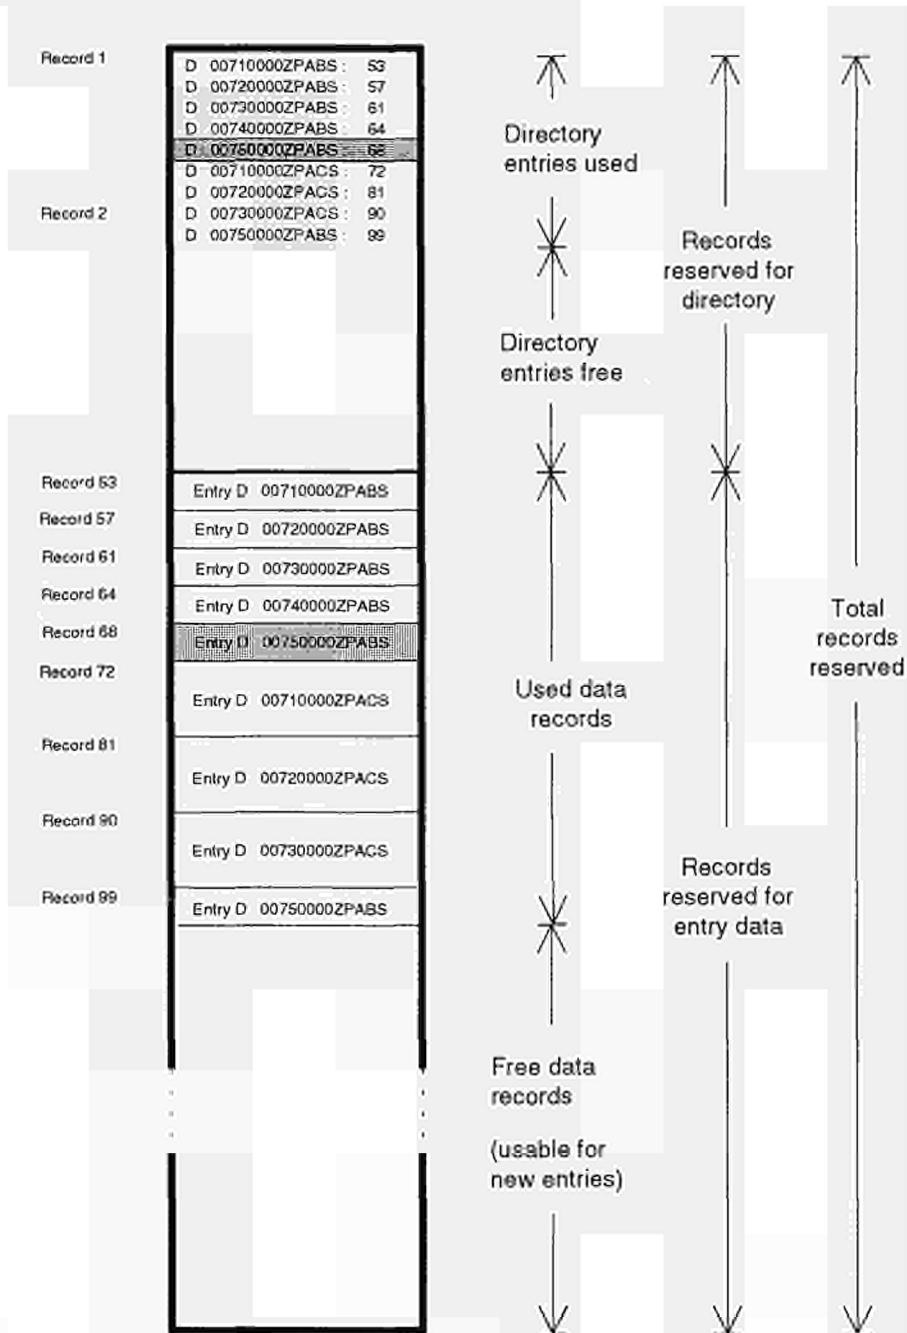 Record 1
D 00710000ZPABS : 53
D 00720000ZPABS : 57
D 00730000ZPABS : 61
D 00740000ZPABS : 64
D 00750000ZPABS : 68
D 00710000ZPACS : 72
D 00720000ZPACS : 81
Record 2
D 00730000ZPACS : 90
D 00750000ZPABS : 99
Directory
entries used
Records
reserved for
directory
Directory
entries free
Record 53
Entry D 00710000ZPABS
Record 57
Entry D 00720000ZPABS
Record 61
Entry D 00730000ZPABS
Record 64
Entry D 00740000ZPABS
Record 68
Entry D 00750000ZPABS
Record 72
Entry D 00710000ZPACS
Record 81
Entry D 00720000ZPACS
Record 90
Entry D 00730000ZPACS
Record 99
Entry D 00750000ZPABS
Total
records
reserved
Used data
records
Records
reserved for
entry data
Free data
records
(usable for
new entries)